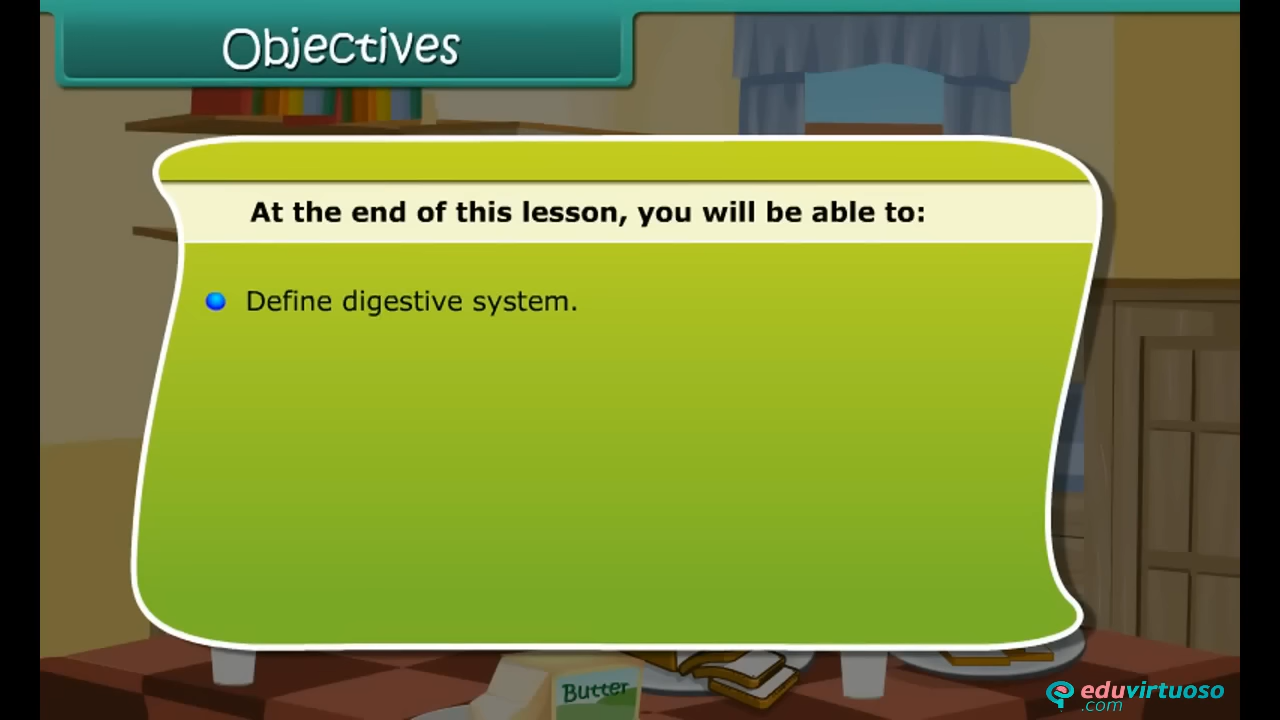 Objectives
At the end of this lesson, you will be able to:
Define digestive system.
Butter
eduvirtuoso
.com